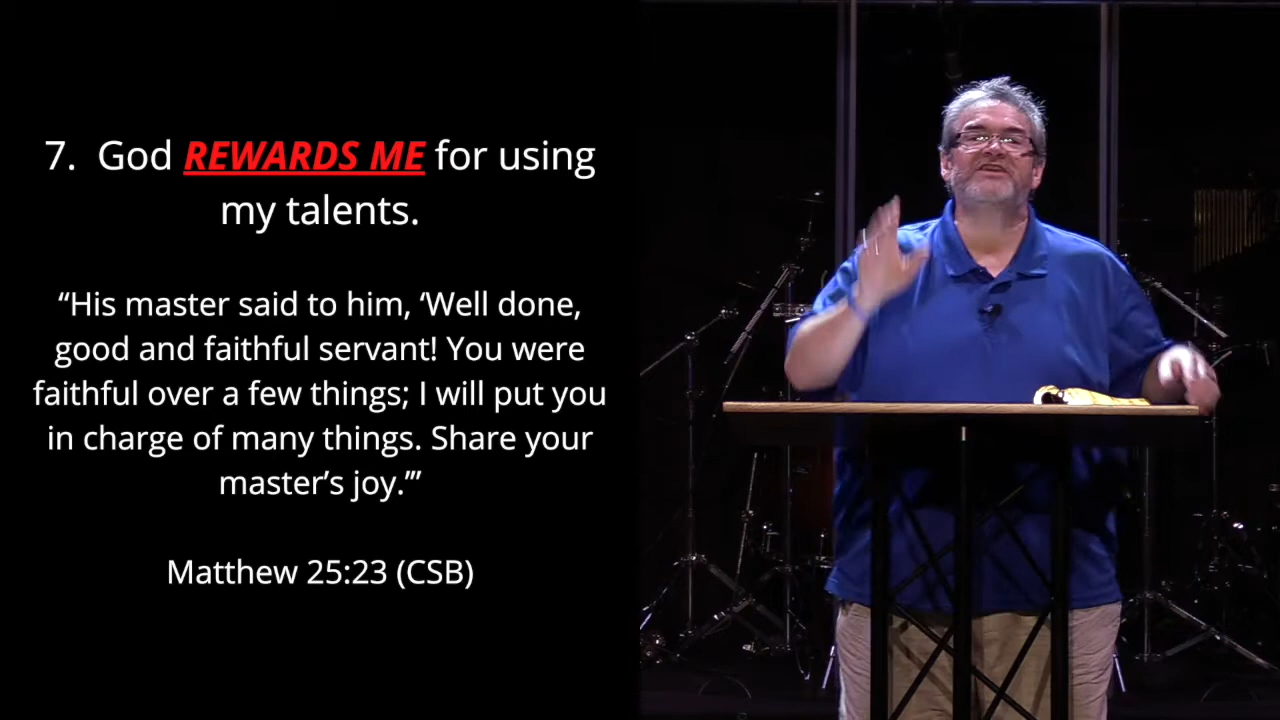 7. God REWARDS ME for using
my talents.
“His master said to him, ‘Well done,
good and faithful servant! You were
faithful over a few things; I will put you
in charge of many things. Share your
master’s joy.’”
Matthew 25:23 (CSB)